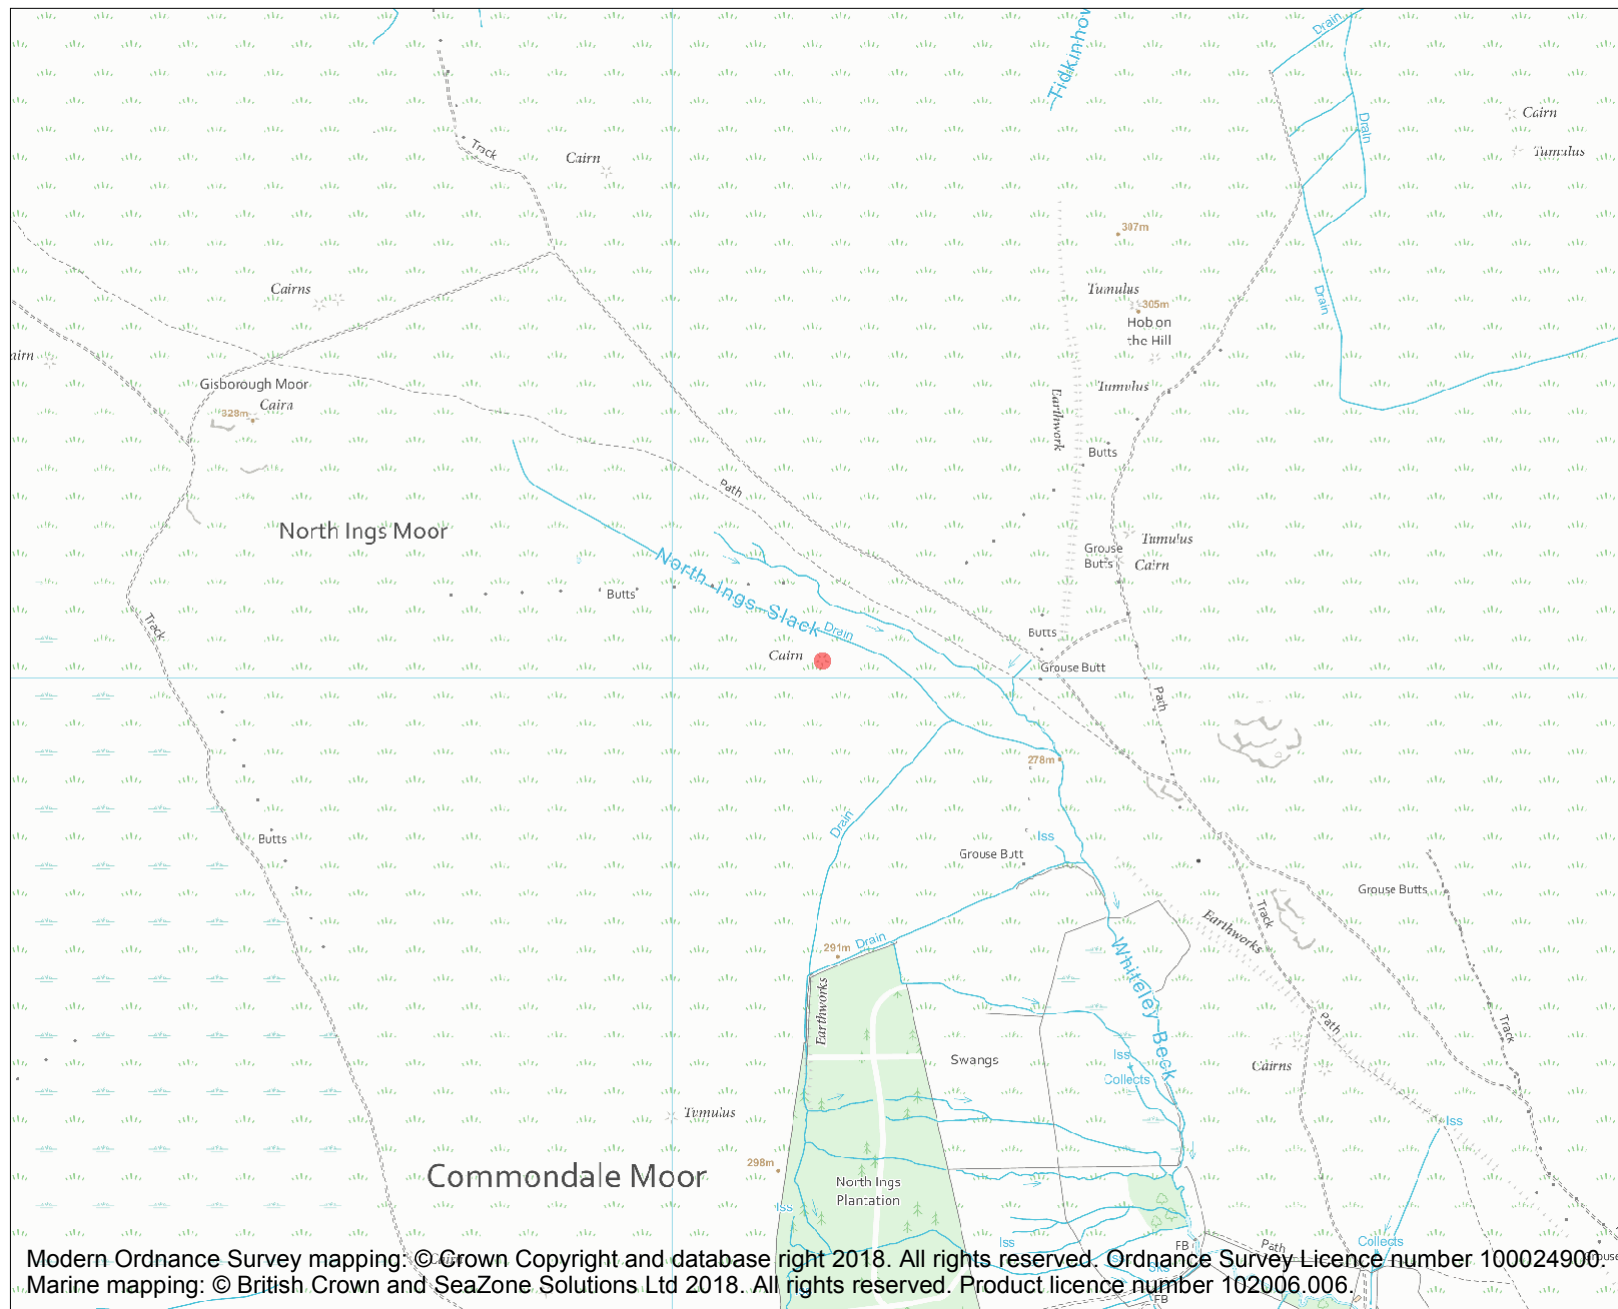 Tidkinhow
Drain
Drain
Cairn
Tumulus
Track
Cairn
307m
Cairns
Tumulus
305m
Hob on
the Hill
Drain
airn
Gisborough Moor
Cairn
328m
Tumulus
Earthwork
Butts
Path
North Ings Moor
Tumulus
Grouse
Butts
Cairn
North Ings Slack
Butts
Drain
Track
Butts
Cairn
Grouse Butt
Path
278m
Drain
Butts
Iss
Grouse Butt
Grouse Butts
Track
Earthworks
291m
Drain
Whiteley Beck
Earthworks
Path
Track
Swangs
Iss
Collects
Cairns
Tumulus
Iss
298m
Commondale Moor
North Ings
Plantation
Iss
Iss
FB
Path
Collects
Cairn
Grouse
Sks
FB
Modern Ordnance Survey mapping: © Crown Copyright and database right 2018. All rights reserved. Ordnance Survey Licence number 100024900.
Marine mapping: © British Crown and SeaZone Solutions Ltd 2018. All rights reserved. Product licence number 102006.006.